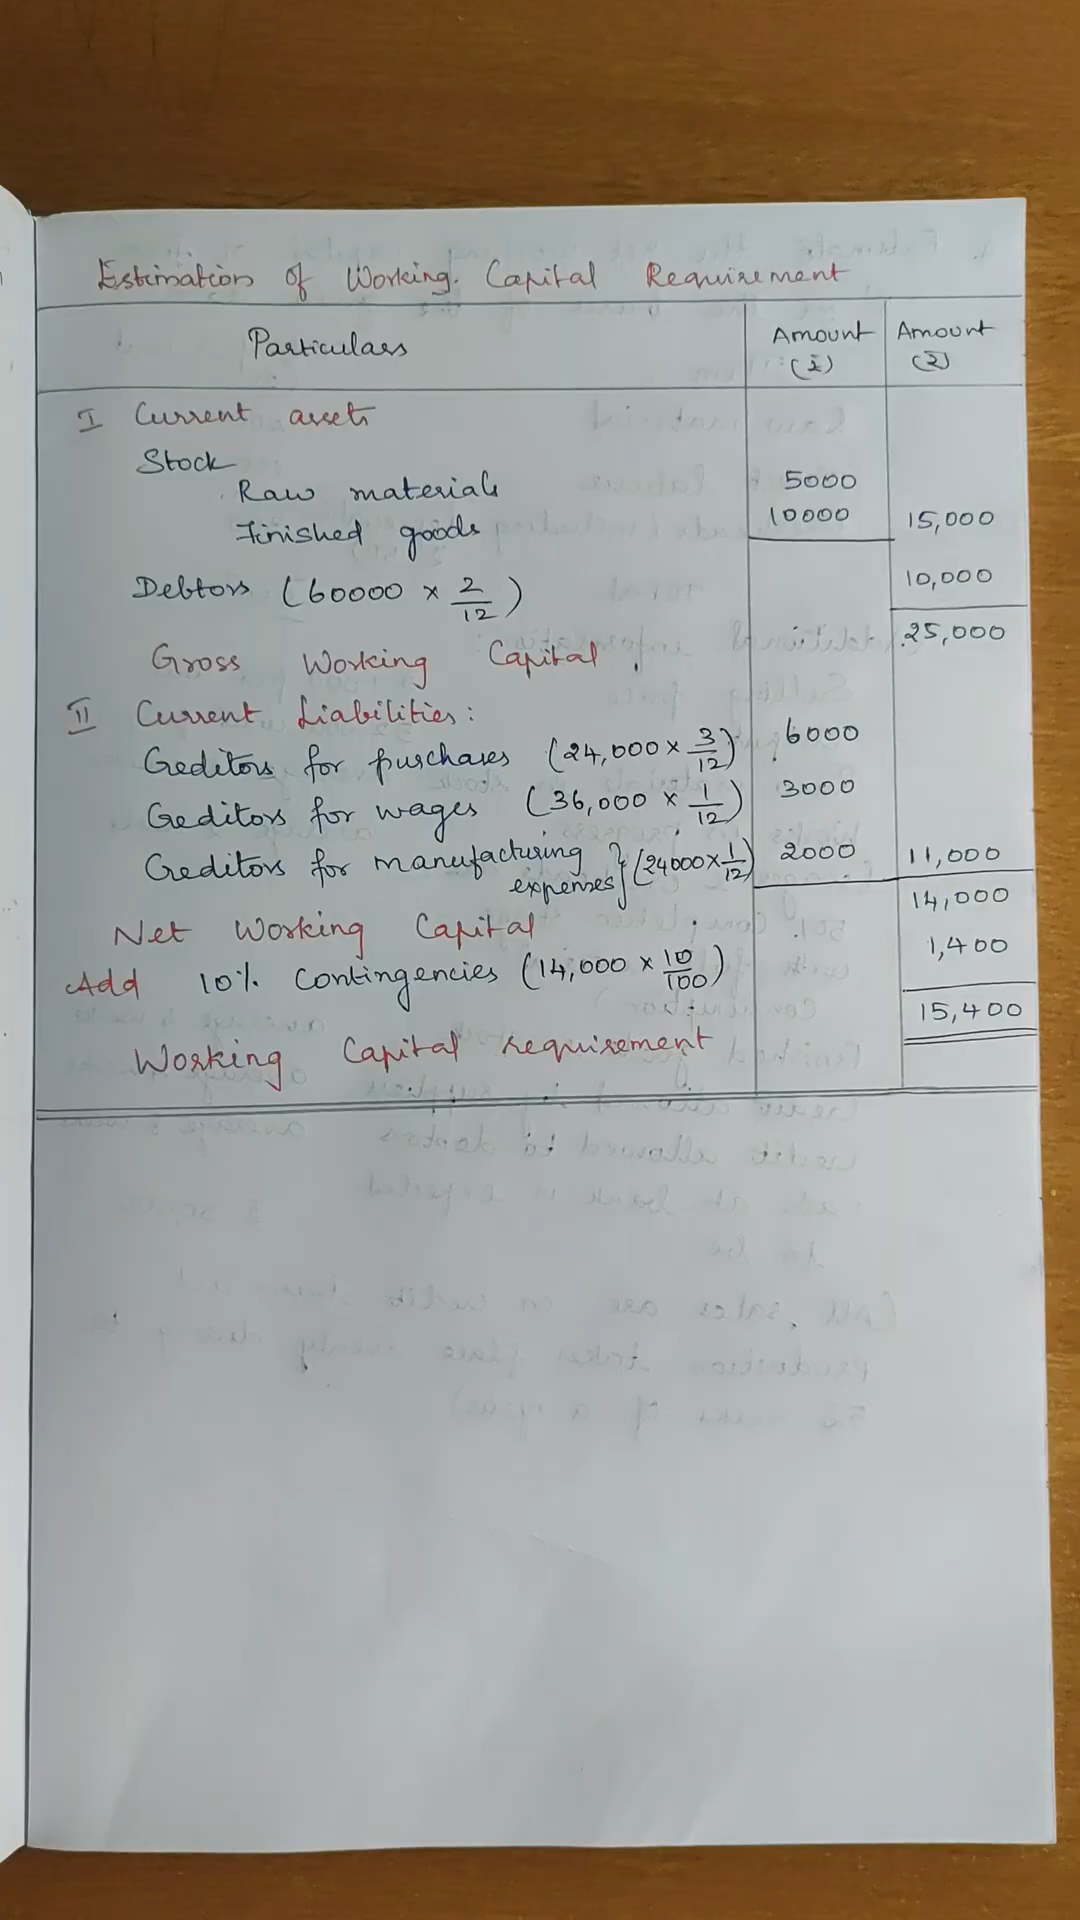 Estimation of Working Capital Requirement
Particulars Amount (₹) Amount (₹)
I Current assets
Stock
Raw materials 5000
Finished goods 10000 15,000
Debtors (60000 × 2/12) 10,000
Gross Working Capital 25,000
II Current Liabilities:
Creditors for purchases (24,000 × 3/12) 6000
Creditors for wages (36,000 × 1/12) 3000
Creditors for manufacturing expenses} (24000 × 1/12) 2000 11,000
Net Working Capital 14,000
Add 10% Contingencies (14,000 × 10/100) 1,400
Working Capital requirement 15,400